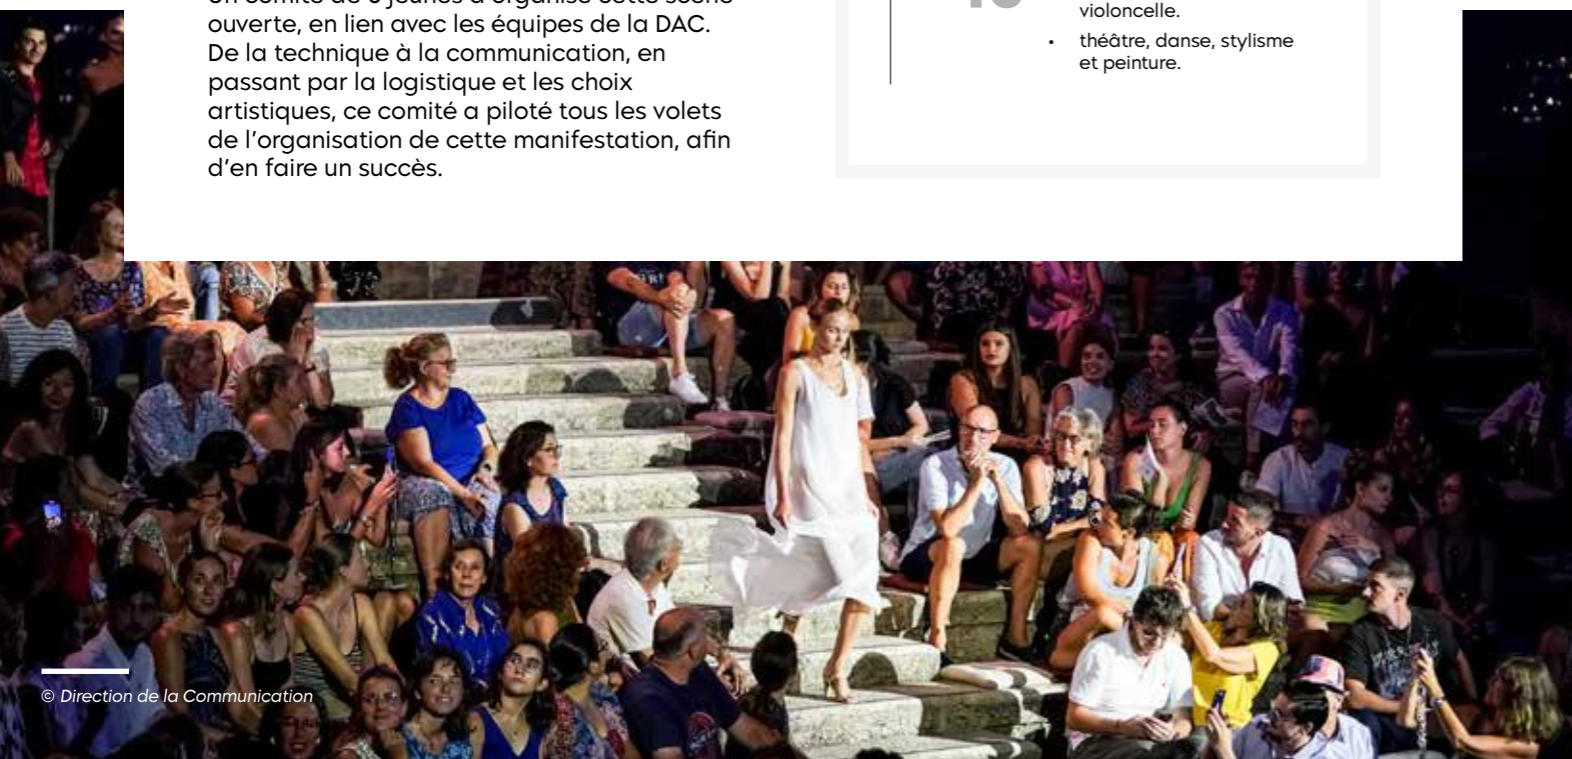 ouverte, en lien avec les équipes de la DAC.
De la technique à la communication, en
passant par la logistique et les choix
artistiques, ce comité a piloté tous les volets
de l’organisation de cette manifestation, afin
d’en faire un succès.
violoncelle.
• théâtre, danse, stylisme
et peinture.
© Direction de la Communication